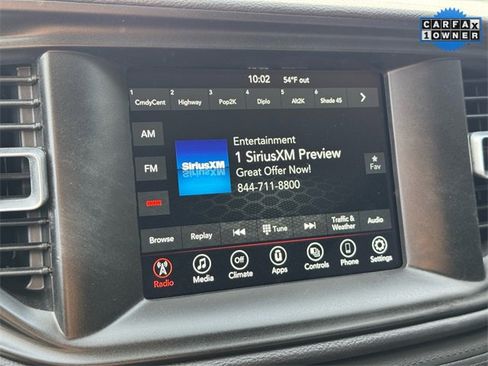 CARFAX
1 OWNER
10:02 54°F out
1 2 3 4 5 6
CmdyCent Highway Pop2K Diplo Alt2K Shade 45
AM
FM
SiriusXM
Entertainment
1 SiriusXM Preview
Great Offer Now!
844-711-8800
Fav
Browse Replay Tune Traffic & Weather Audio
Off
Radio Media Climate Apps Controls Phone Settings